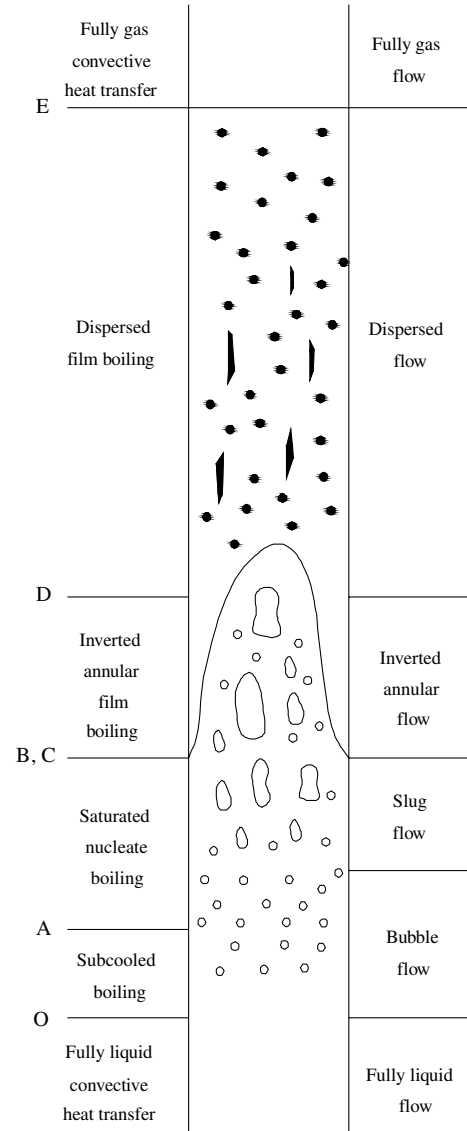 Fully gas
convective
heat transfer
Fully gas
flow
E
Dispersed
film boiling
Dispersed
flow
D
Inverted
annular
film
boiling
Inverted
annular
flow
B, C
Saturated
nucleate
boiling
Slug
flow
A
Subcooled
boiling
Bubble
flow
O
Fully liquid
convective
heat transfer
Fully liquid
flow